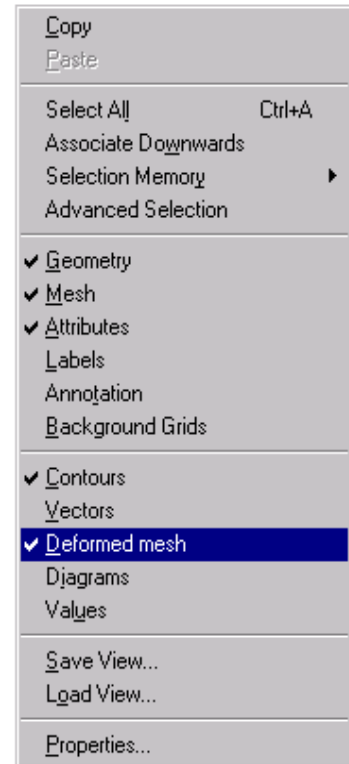 Copy
Paste
Select All Ctrl+A
Associate Downwards
Selection Memory
Advanced Selection
Geometry
Mesh
Attributes
Labels
Annotation
Background Grids
Contours
Vectors
Deformed mesh
Diagrams
Values
Save View...
Load View...
Properties...